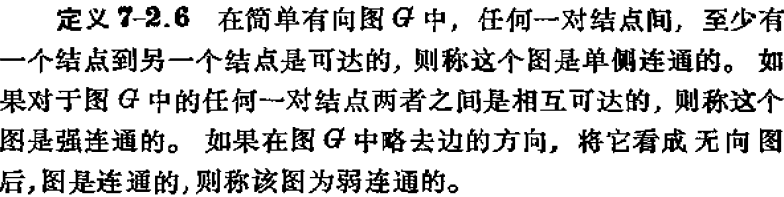 定义 7-2.6 在简单有向图 G 中, 任何一对结点间, 至少有
一个结点到另一个结点是可达的, 则称这个图是单侧连通的。 如
果对于图 G 中的任何一对结点两者之间是相互可达的, 则称这个
图是强连通的。 如果在图 G 中略去边的方向, 将它看成无向图
后, 图是连通的, 则称该图为弱连通的。